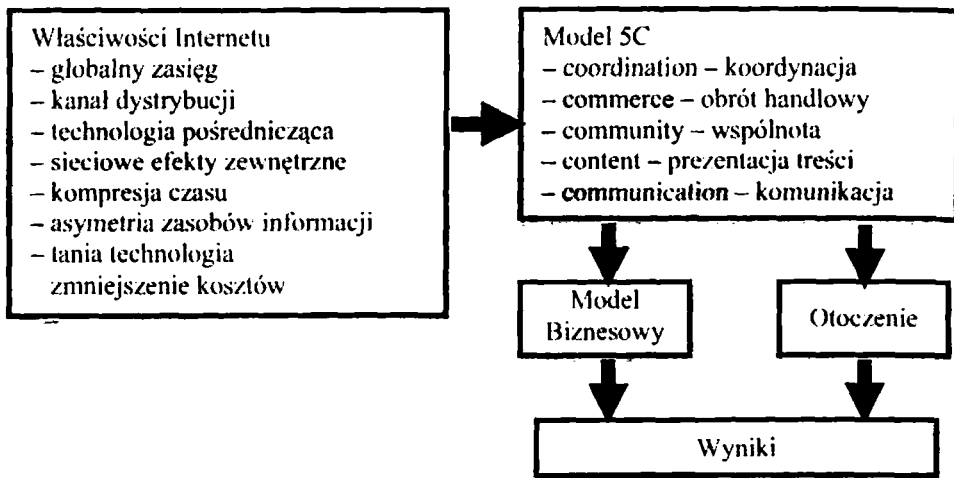 Właściwości Internetu
– globalny zasięg
– kanał dystrybucji
– technologia pośrednicząca
– sieciowe efekty zewnętrzne
– kompresja czasu
– asymetria zasobów informacji
– tania technologia
zmniejszenie kosztów
Model 5C
– coordination – koordynacja
– commerce – obrót handlowy
– community – wspólnota
– content – prezentacja treści
– communication – komunikacja
Model
Biznesowy
Otoczenie
Wyniki